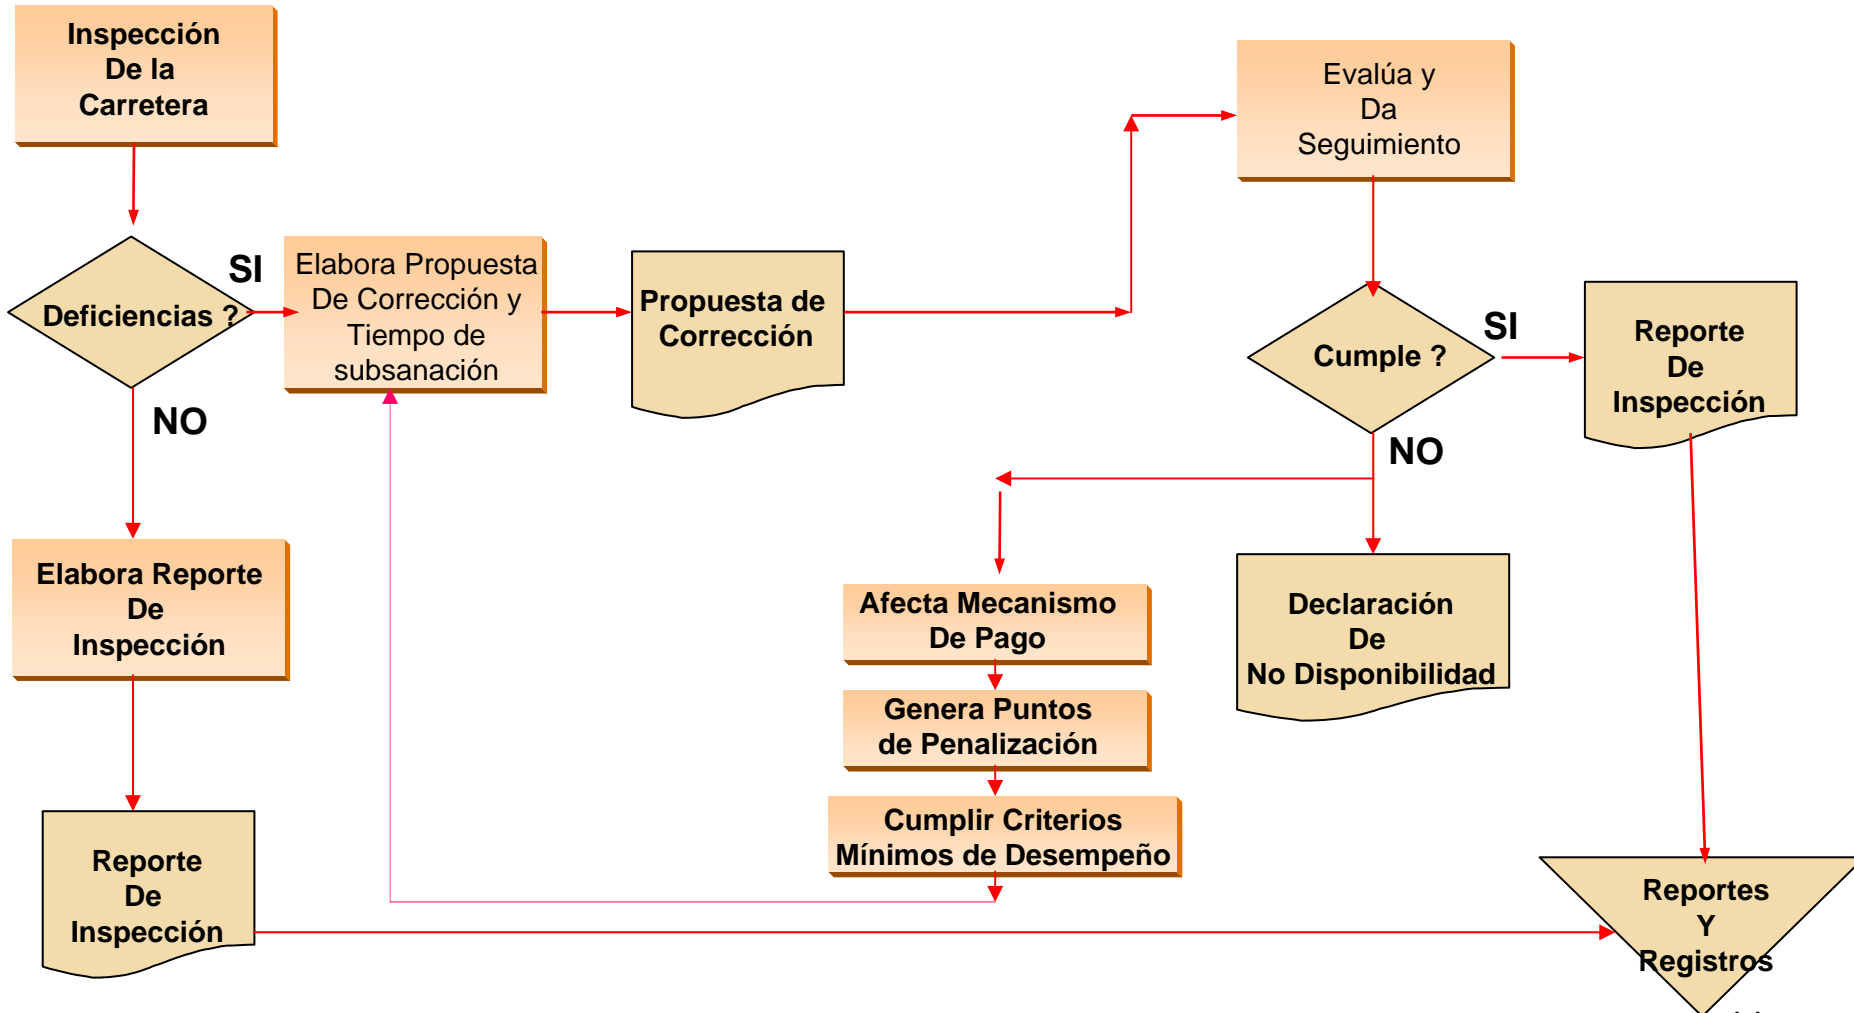 Inspección
De la
Carretera
Evalúa y
Da
Seguimiento
Deficiencias ?
SI
Elabora Propuesta
De Corrección y
Tiempo de
subsanación
Propuesta de
Corrección
Cumple ?
SI
Reporte
De
Inspección
NO
NO
Elabora Reporte
De
Inspección
Afecta Mecanismo
De Pago
Declaración
De
No Disponibilidad
Genera Puntos
de Penalización
Cumplir Criterios
Mínimos de Desempeño
Reporte
De
Inspección
Reportes
Y
Registros